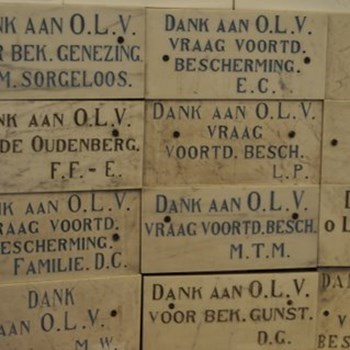 NK AAN O.L.V.
R BEK. GENEZING.
M. SORGELOOS.
DANK AAN O.L.V.
VRAAG VOORTD.
BESCHERMING.
E.C.
NK AAN O.L.V.
DE OUDENBERG.
F.F.-E.
DANK AAN O.L.V.
VRAAG
VOORTD. BESCH.
L.P.
NK AAN O.L.V.
RAAG VOORTD.
ESCHERMING.
FAMILIE. D.C.
DANK AAN O.L.V.
VRAAG VOORTD. BESCH.
M.T.M.
DANK
AAN O.L.V.
M.W.
DANK AAN O.L.V.
VOOR BEK. GUNST.
D.G.